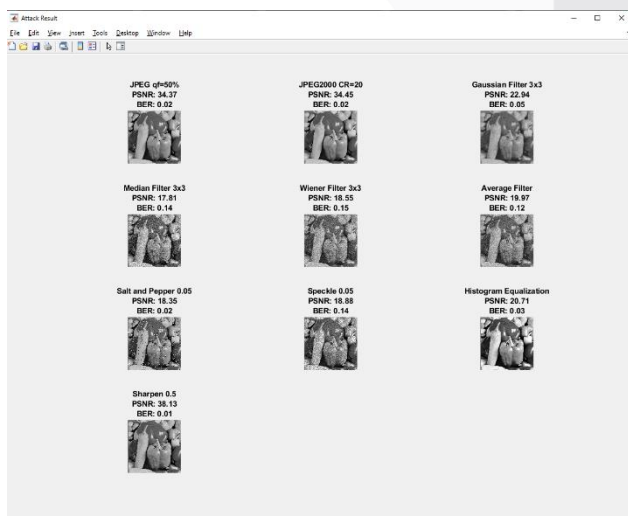 Attack Result
File Edit View Insert Tools Desktop Window Help
JPEG qf=50%
PSNR: 34.37
BER: 0.02
JPEG2000 CR=20
PSNR: 34.45
BER: 0.02
Gaussian Filter 3x3
PSNR: 22.94
BER: 0.05
Median Filter 3x3
PSNR: 17.81
BER: 0.14
Wiener Filter 3x3
PSNR: 18.55
BER: 0.15
Average Filter
PSNR: 19.97
BER: 0.12
Salt and Pepper 0.05
PSNR: 18.35
BER: 0.02
Speckle 0.05
PSNR: 18.88
BER: 0.14
Histogram Equalization
PSNR: 20.71
BER: 0.03
Sharpen 0.5
PSNR: 38.13
BER: 0.01